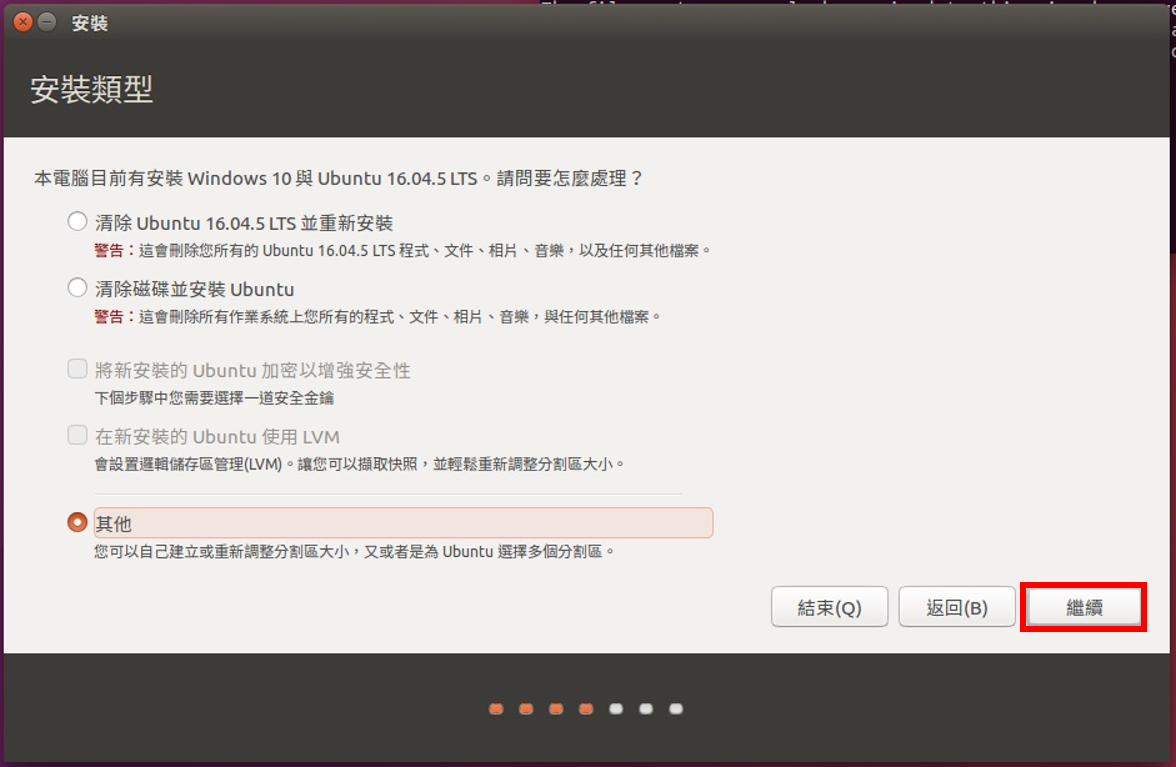 安裝
安裝類型
本電腦目前有安裝 Windows 10 與 Ubuntu 16.04.5 LTS。請問要怎麼處理？
清除 Ubuntu 16.04.5 LTS 並重新安裝
警告：這會刪除您所有的 Ubuntu 16.04.5 LTS 程式、文件、相片、音樂，以及任何其他檔案。
清除磁碟並安裝 Ubuntu
警告：這會刪除所有作業系統上您所有的程式、文件、相片、音樂，與任何其他檔案。
將新安裝的 Ubuntu 加密以增強安全性
下個步驟中您需要選擇一道安全金鑰
在新安裝的 Ubuntu 使用 LVM
會設置邏輯儲存區管理(LVM)。讓您可以擷取快照，並輕鬆重新調整分割區大小。
其他
您可以自己建立或重新調整分割區大小，又或者是為 Ubuntu 選擇多個分割區。
結束(Q) 返回(B) 繼續